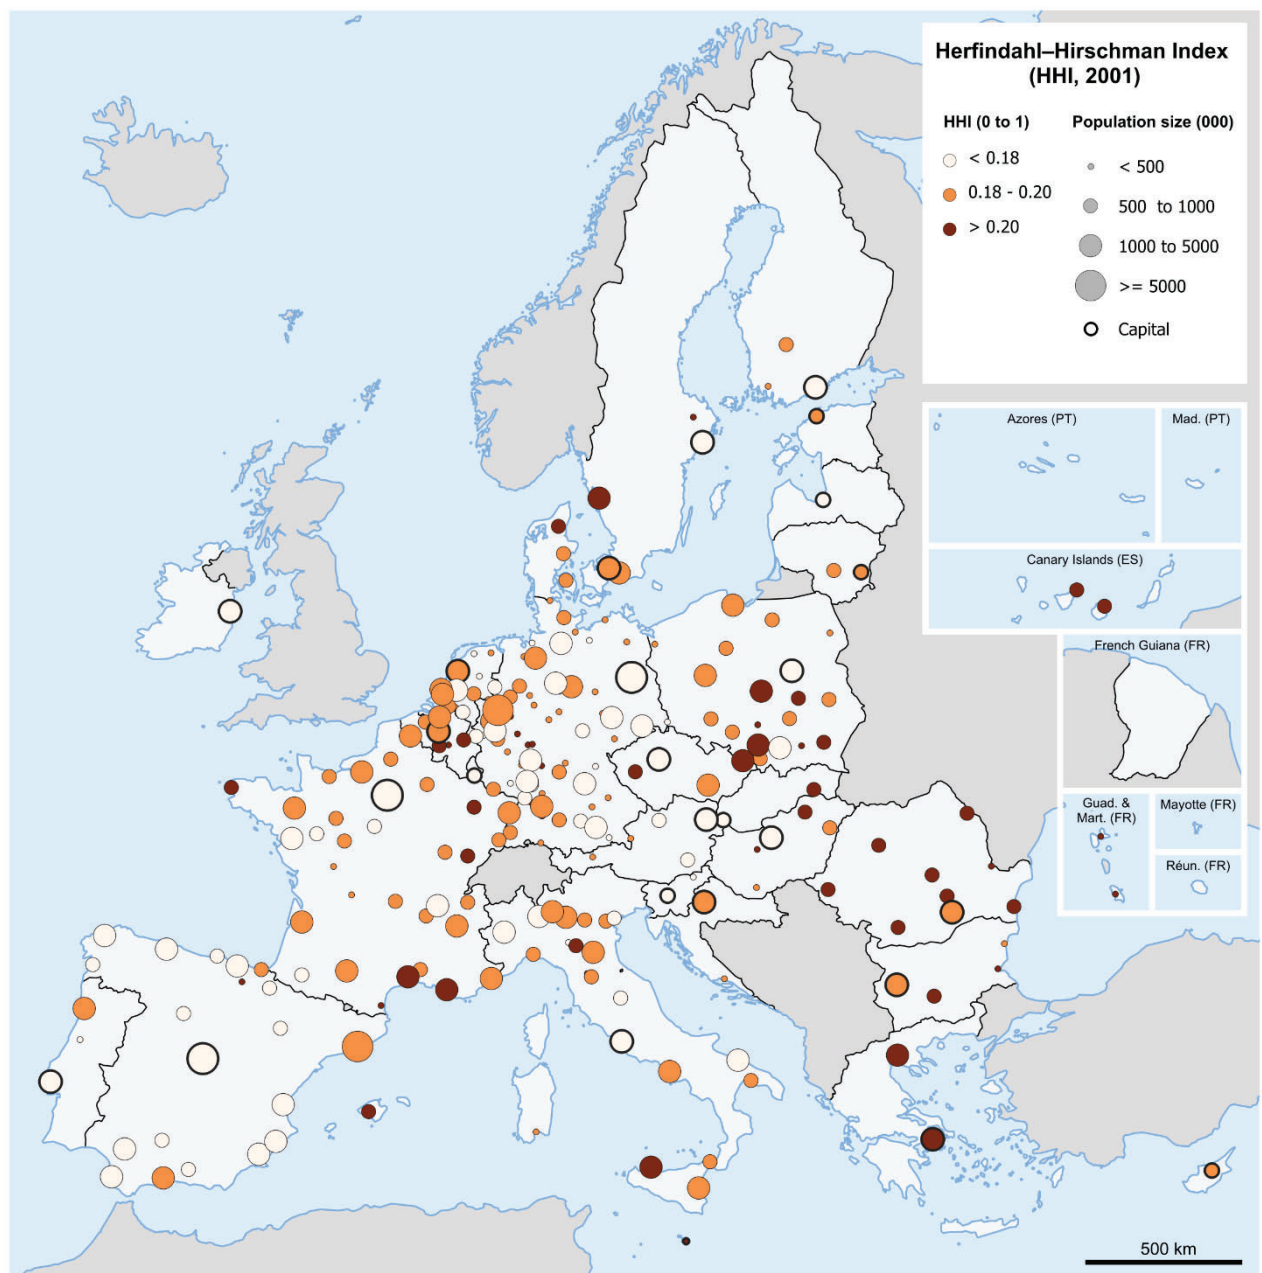 Herfindahl–Hirschman Index
(HHI, 2001)
HHI (0 to 1)
< 0.18
0.18 - 0.20
> 0.20
Population size (000)
< 500
500 to 1000
1000 to 5000
>= 5000
Capital
Azores (PT)
Mad. (PT)
Canary Islands (ES)
French Guiana (FR)
Guad. &
Mart. (FR)
Mayotte (FR)
Réun. (FR)
500 km